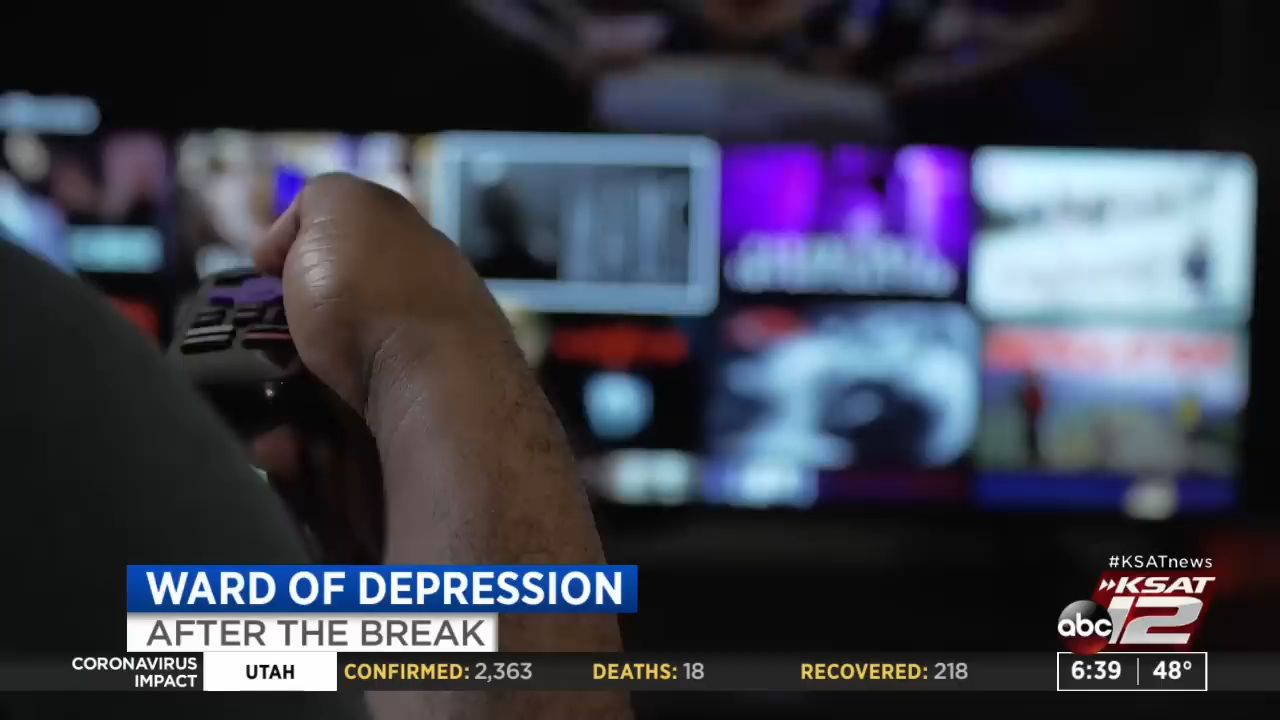 WARD OF DEPRESSION
AFTER THE BREAK
#KSATnews
KSAT
abc 12
CORONAVIRUS
IMPACT
UTAH CONFIRMED: 2,363 DEATHS: 18 RECOVERED: 218
6:39 48°